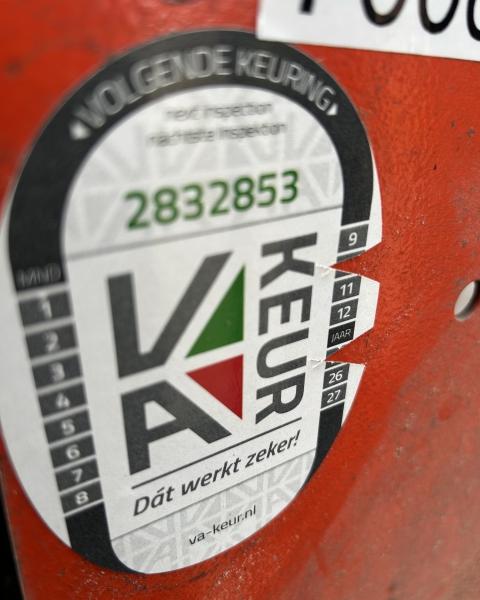 VOLGENDE KEURING
next inspection
nächste Inspektion
2832853
VA
KEUR
Dát werkt zeker!
va-keur.nl
MND
1
2
3
4
5
6
7
8
9
11
12
JAAR
26
27